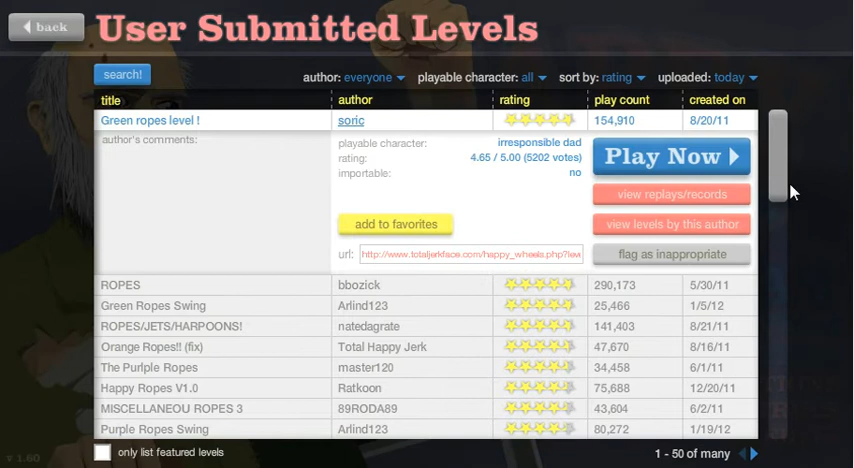 back
User Submitted Levels
search!
author: everyone playable character: all sort by: rating uploaded: today
title author rating play count created on
Green ropes level ! soric 154,910 8/20/11
author's comments:
playable character: irresponsible dad
rating: 4.65 / 5.00 (5202 votes)
importable: no
Play Now
view replays/records
add to favorites
view levels by this author
url: http://www.totaljerkface.com/happy_wheels.php?lev
flag as inappropriate
ROPES bbozick 290,173 5/30/11
Green Ropes Swing Arlind123 25,466 1/5/12
ROPES/JETS/HARPOONS! natedagrate 141,403 8/21/11
Orange Ropes!! (fix) Total Happy Jerk 47,670 8/16/11
The Purlple Ropes master120 34,458 6/1/11
Happy Ropes V1.0 Ratkoon 75,688 12/20/11
MISCELLANEOU ROPES 3 89RODA89 43,604 6/2/11
Purple Ropes Swing Arlind123 80,272 1/19/12
v 1.60
only list featured levels
1 - 50 of many